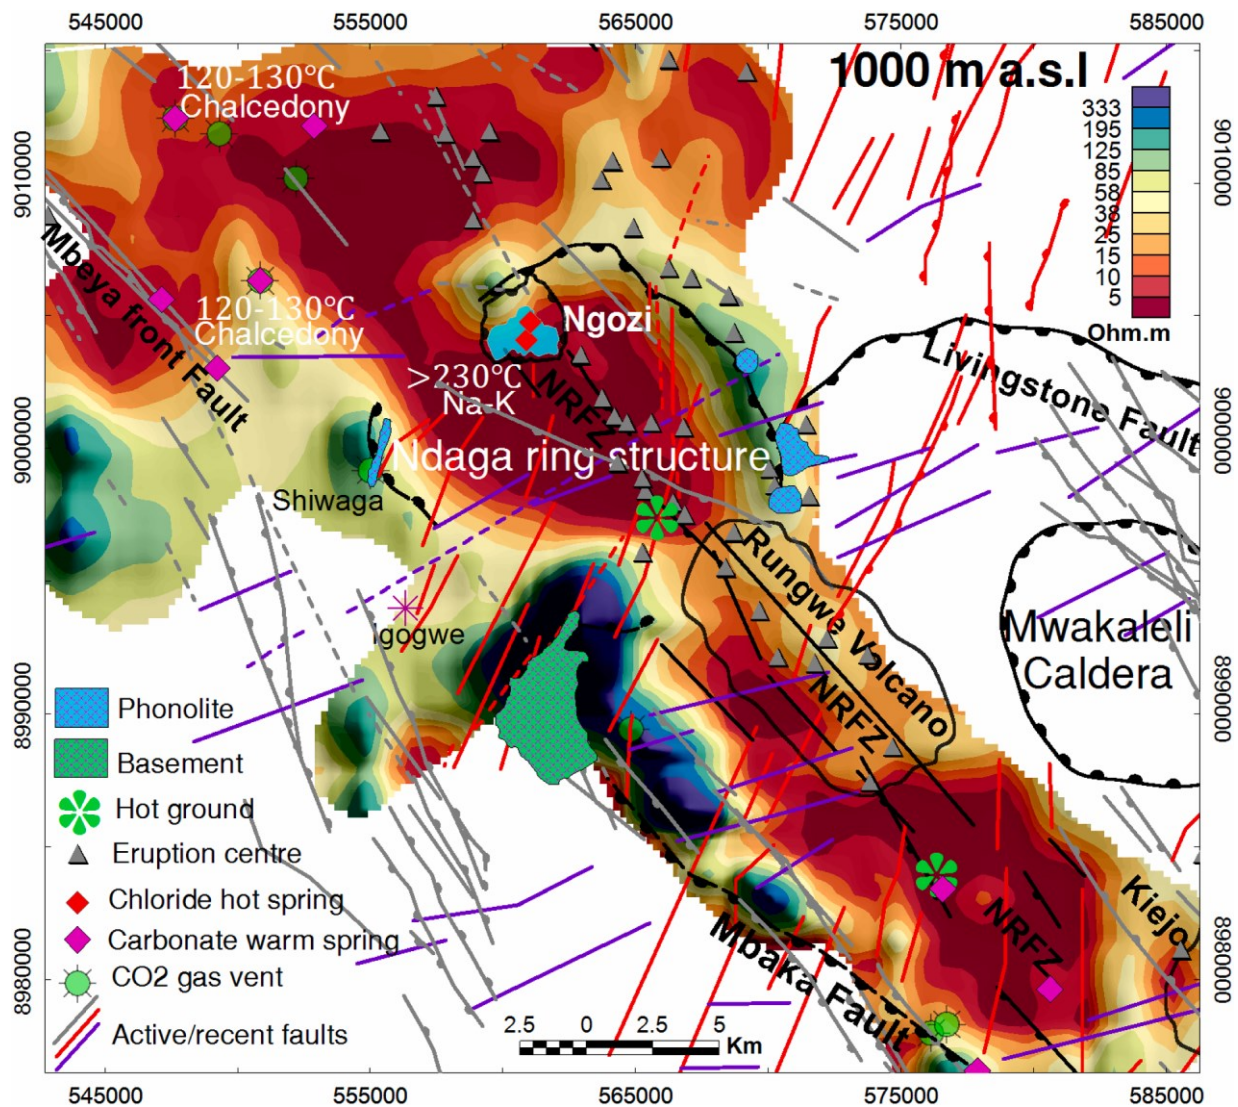 545000 555000 565000 575000 585000
1000 m a.s.l
333
195
125
85
58
38
25
15
10
5
Ohm.m
120-130°C
Chalcedony
9010000
9010000
Mbeya front Fault
120-130°C
Chalcedony
Ngozi
>230°C
Na-K
NRFZ
Livingstone Fault
9000000
9000000
Ndaga ring structure
Shiwaga
Igogwe
Rungwe Volcano
NRFZ
Mwakaleli
Caldera
8990000
8990000
Phonolite
Basement
Hot ground
Eruption centre
Chloride hot spring
Carbonate warm spring
CO2 gas vent
Active/recent faults
NRFZ
Kiejo
Mbaka Fault
8980000
8980000
2.5 0 2.5 5
Km
545000 555000 565000 575000 585000